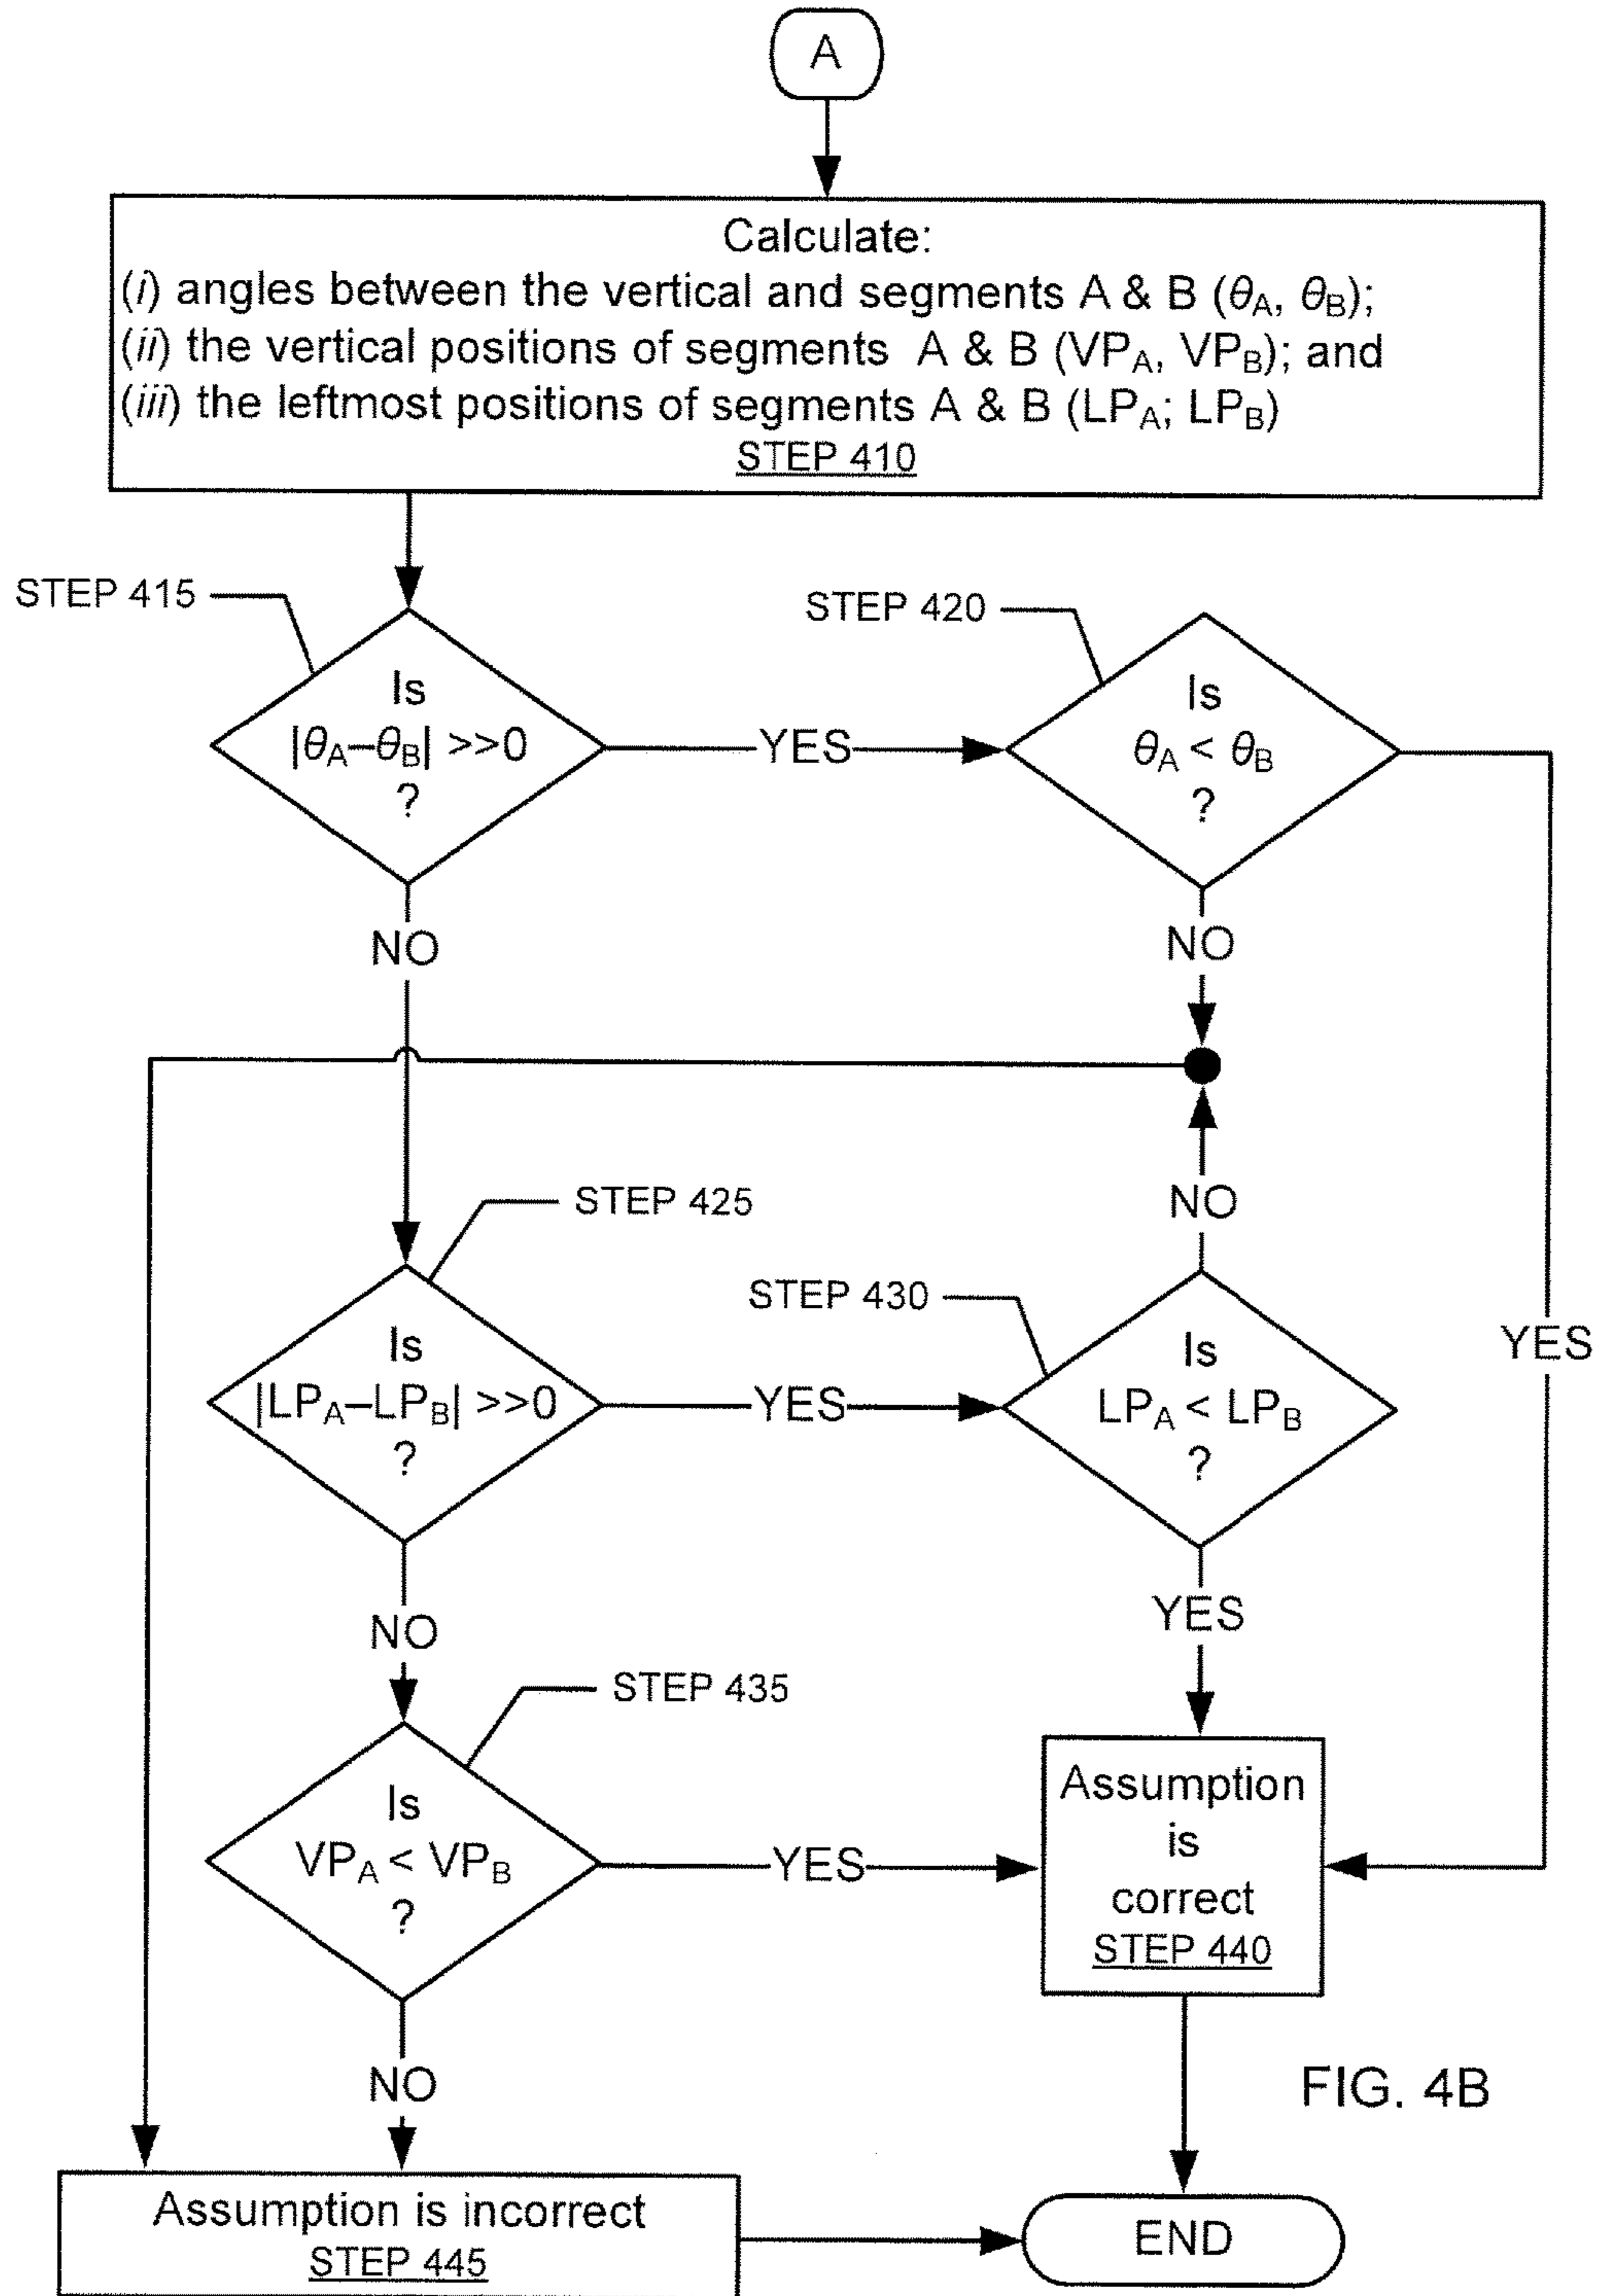 A
Calculate:
(i) angles between the vertical and segments A & B (θA, θB);
(ii) the vertical positions of segments A & B (VPA, VPB); and
(iii) the leftmost positions of segments A & B (LPA; LPB)
STEP 410
STEP 415
Is
|θA–θB| >>0
?
YES
STEP 420
Is
θA < θB
?
NO
NO
YES
STEP 425
Is
|LPA–LPB| >>0
?
YES
NO
STEP 430
Is
LPA < LPB
?
NO
YES
STEP 435
Is
VPA < VPB
?
YES
Assumption
is
correct
STEP 440
NO
FIG. 4B
Assumption is incorrect
STEP 445
END